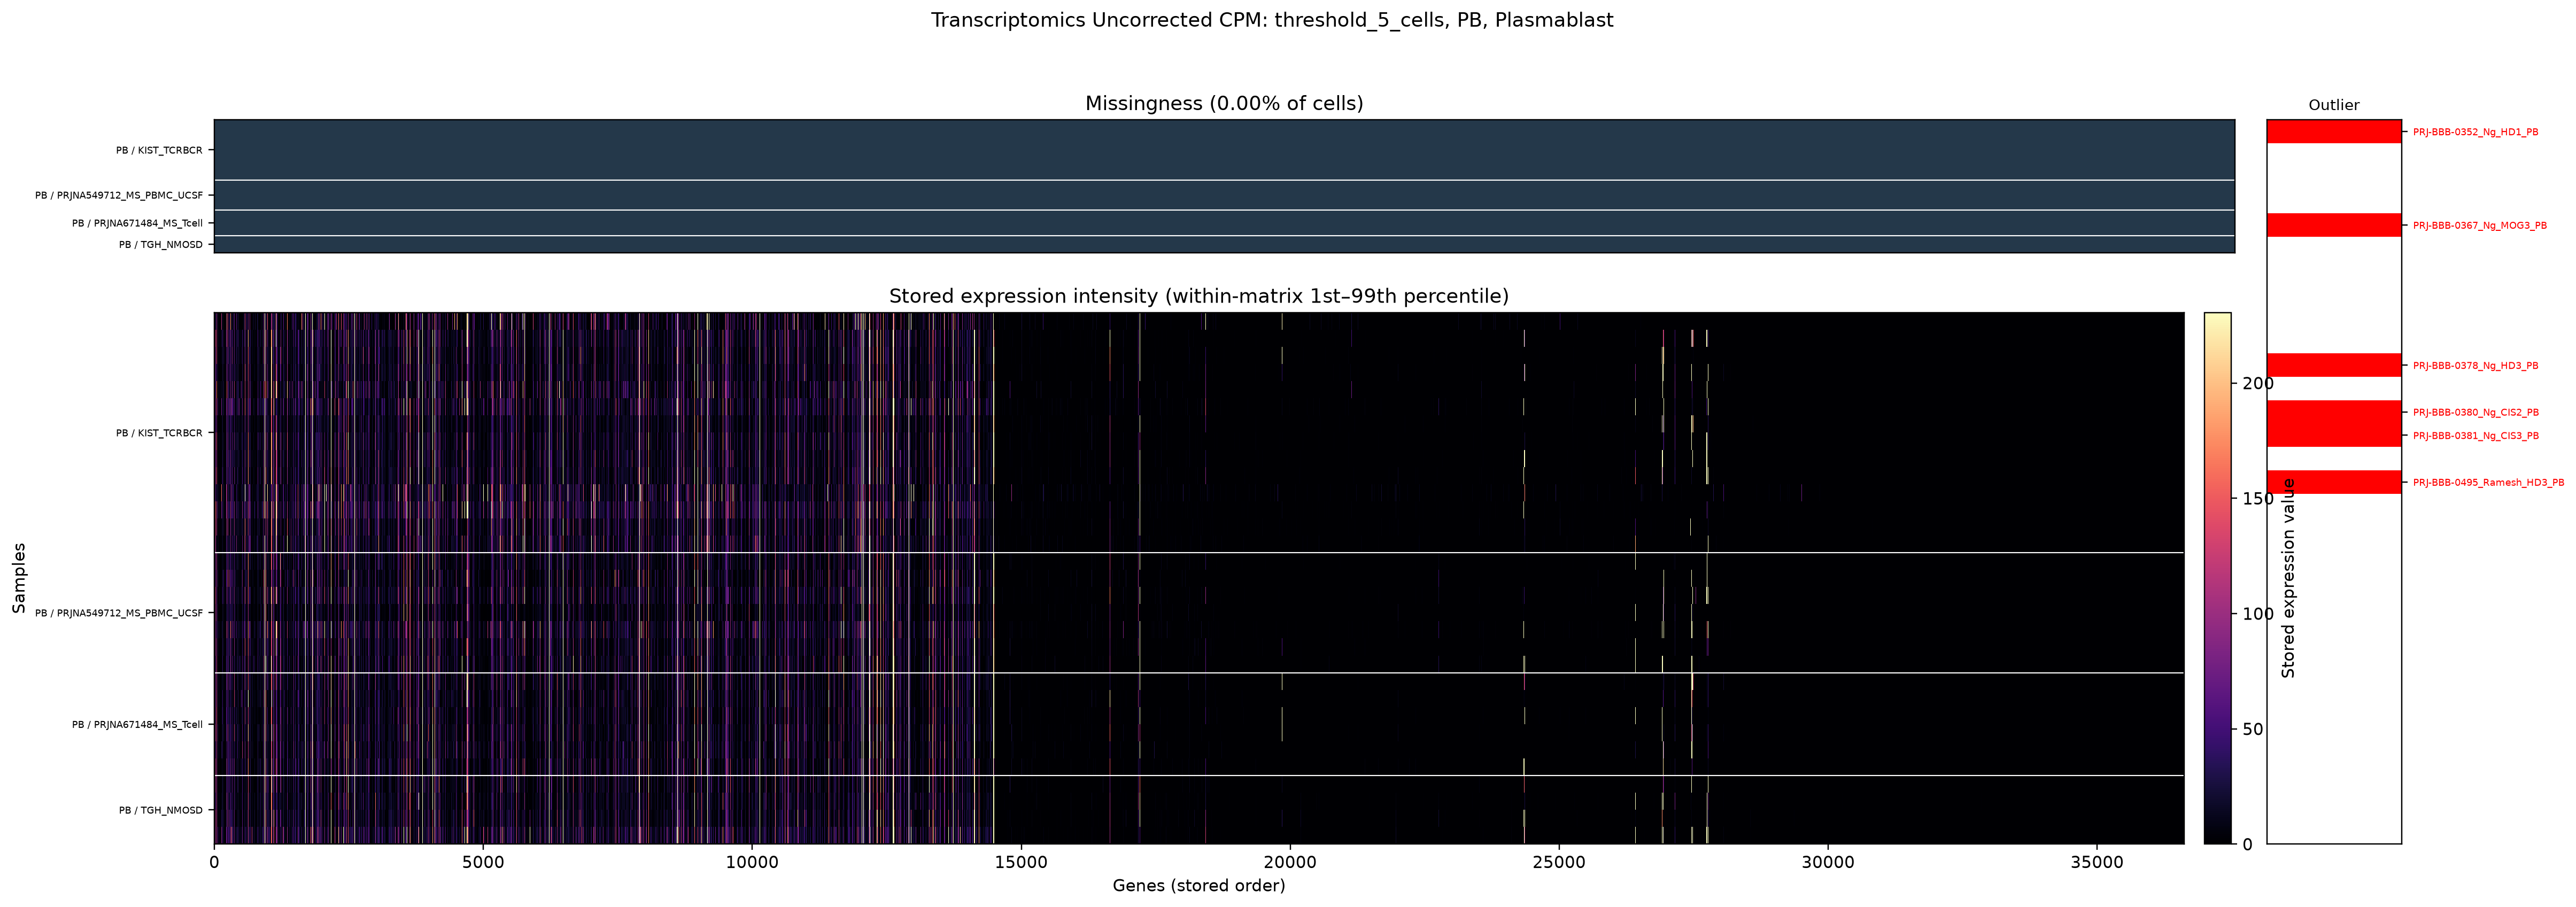 Transcriptomics Uncorrected CPM: threshold_5_cells, PB, Plasmablast
Missingness (0.00% of cells)
PB / KIST_TCRBCR
PB / PRJNA549712_MS_PBMC_UCSF
PB / PRJNA671484_MS_Tcell
PB / TGH_NMOSD
Outlier
PRJ-BBB-0352_Ng_HD1_PB
PRJ-BBB-0367_Ng_MOG3_PB
PRJ-BBB-0378_Ng_HD3_PB
PRJ-BBB-0380_Ng_CIS2_PB
PRJ-BBB-0381_Ng_CIS3_PB
PRJ-BBB-0495_Ramesh_HD3_PB
Stored expression intensity (within-matrix 1st–99th percentile)
Samples
PB / KIST_TCRBCR
PB / PRJNA549712_MS_PBMC_UCSF
PB / PRJNA671484_MS_Tcell
PB / TGH_NMOSD
0 5000 10000 15000 20000 25000 30000 35000
Genes (stored order)
200
150
100
50
0
Stored expression value